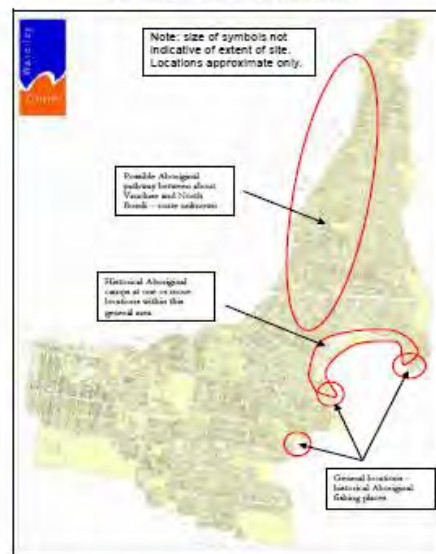 Waverley
Council
Note: size of symbols not
indicative of extent of site.
Locations approximate only.
Possible Aboriginal
pathway between about
Vaucluse and North
Bondi – route unknown
Historical Aboriginal
camps at one or more
locations within this
general area
General locations –
historical Aboriginal
fishing places